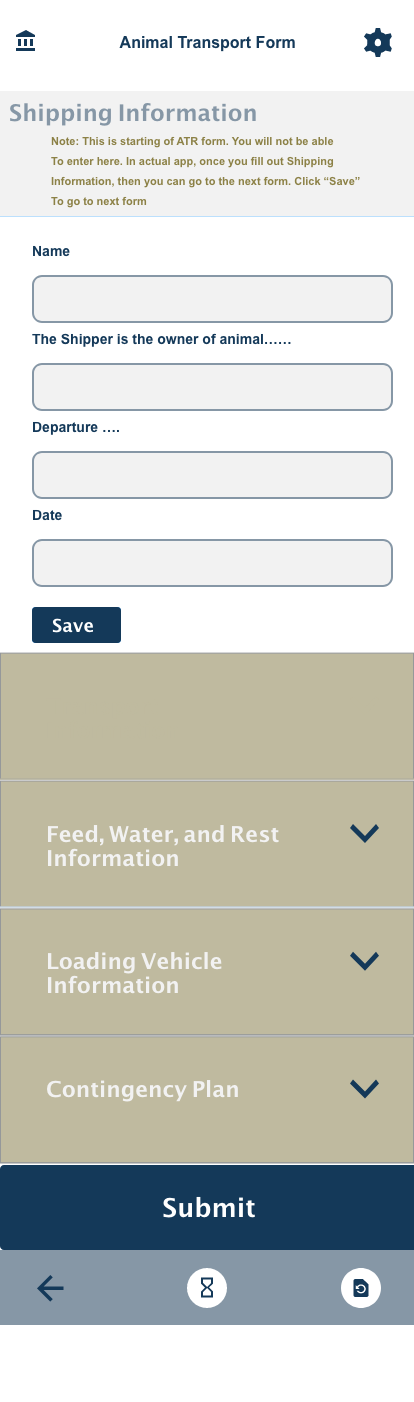 Animal Transport Form
Shipping Information
Note: This is starting of ATR form. You will not be able
To enter here. In actual app, once you fill out Shipping
Information, then you can go to the next form. Click “Save”
To go to next form
Name
The Shipper is the owner of animal……
Departure ….
Date
Save
Feed, Water, and Rest
Information
Loading Vehicle
Information
Contingency Plan
Submit